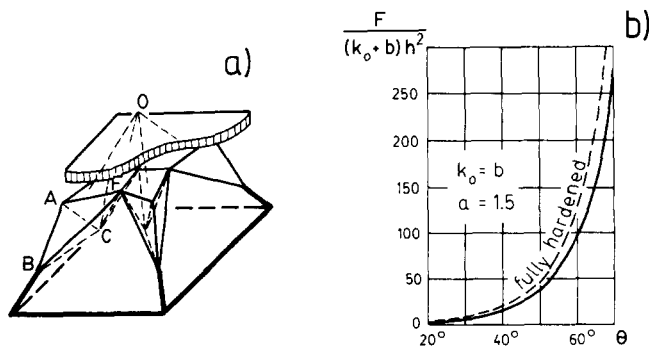 a)
O
A
E
B
C
b)
F
(k₀+b)h²
250
200
150
100
50
0
k₀ = b
a = 1.5
fully hardened
20° 40° 60° Θ